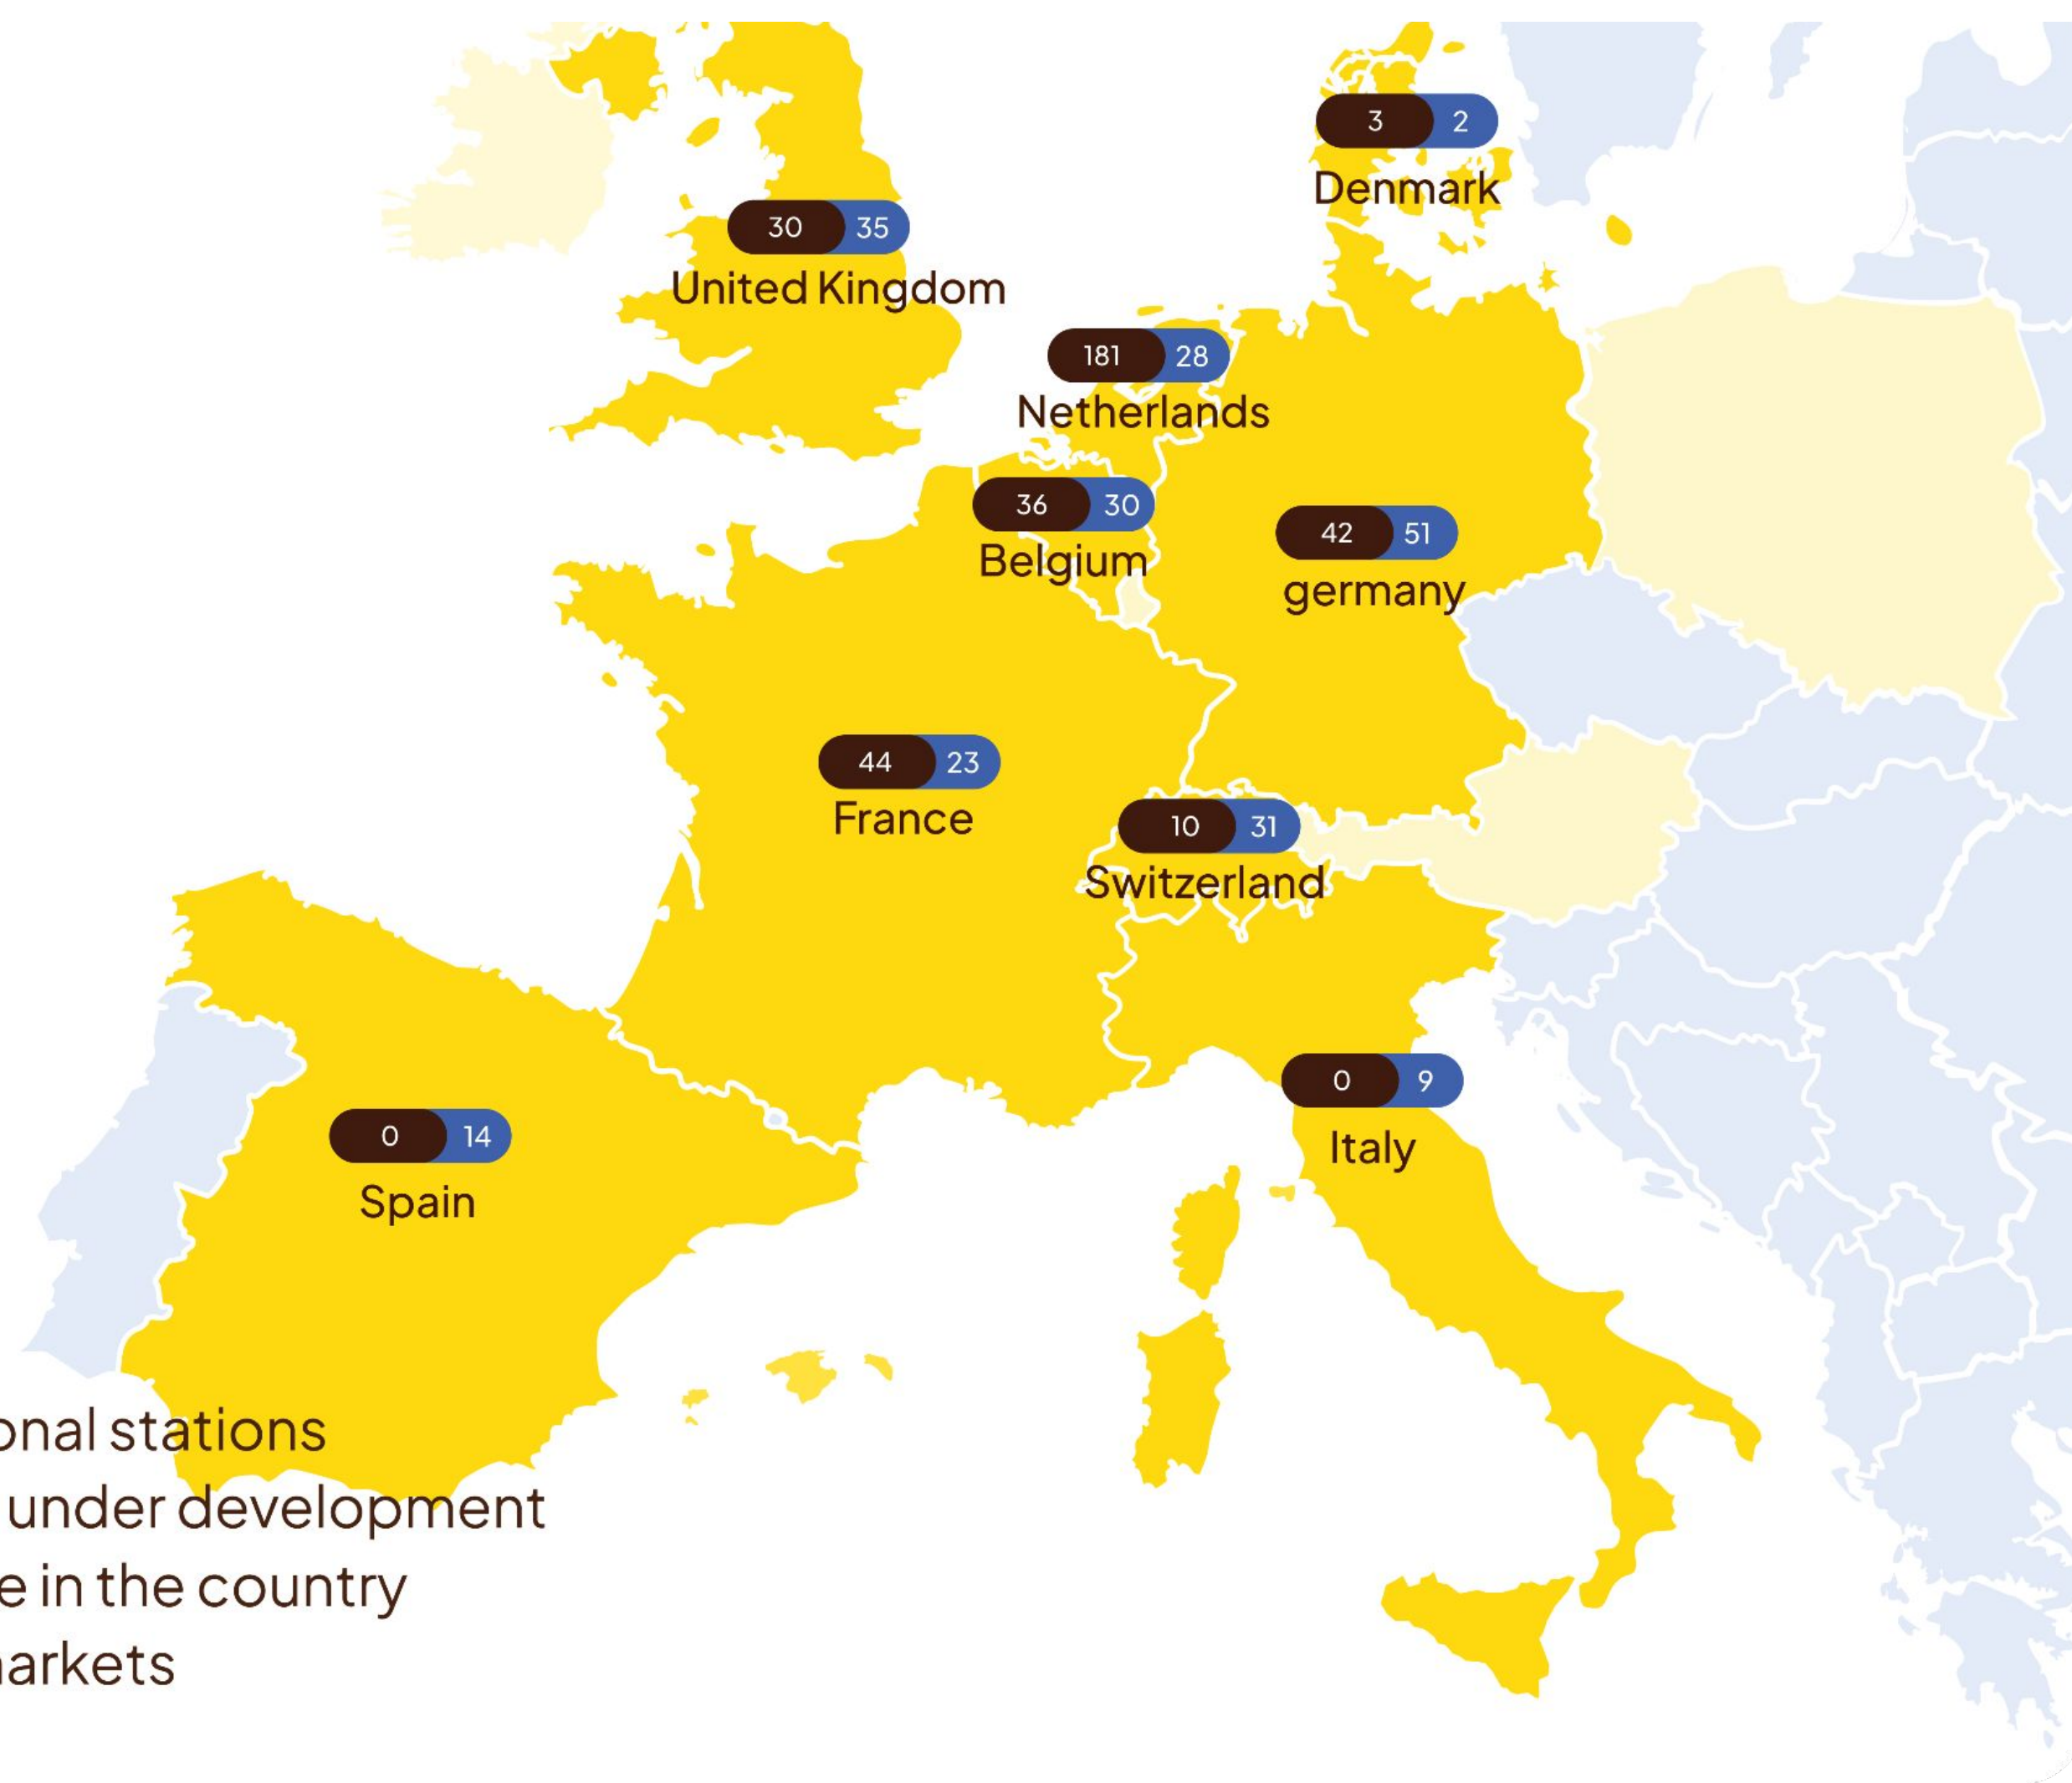 3 2
Denmark
30 35
United Kingdom
181 28
Netherlands
36 30
Belgium
42 51
germany
44 23
France
10 31
Switzerland
0 9
Italy
0 14
Spain
onal stations
under development
e in the country
arkets